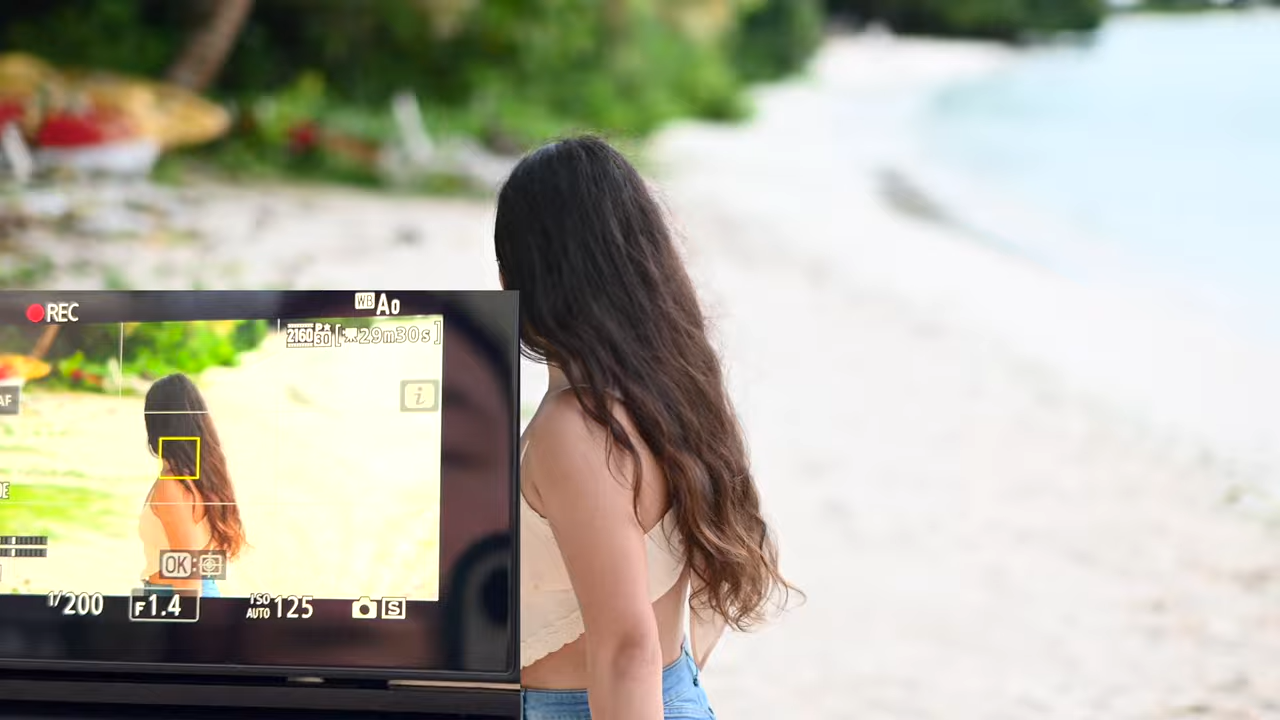 REC
WB A0
2160 30 [29m30s]
AF
i
OK:
1/200 F1.4 ISO AUTO 125 S